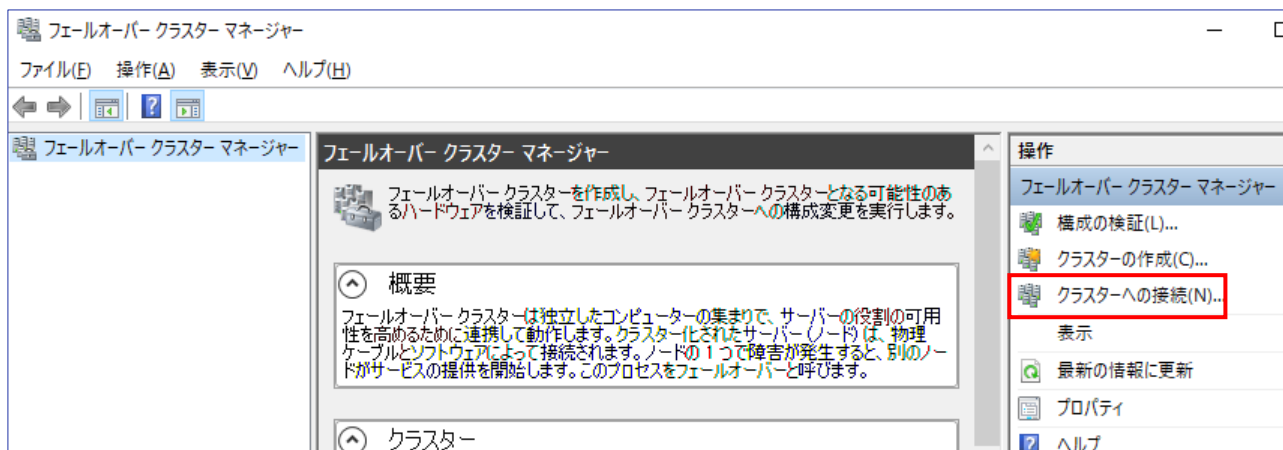 フェールオーバー クラスター マネージャー
ファイル(F) 操作(A) 表示(V) ヘルプ(H)
フェールオーバー クラスター マネージャー
フェールオーバー クラスター マネージャー
フェールオーバー クラスターを作成し、フェールオーバー クラスターとなる可能性のあ
るハードウェアを検証して、フェールオーバー クラスターへの構成変更を実行します。
概要
フェールオーバー クラスターは独立したコンピューターの集まりで、サーバーの役割の可用
性を高めるために連携して動作します。クラスター化されたサーバー (ノード) は、物理
ケーブルとソフトウェアによって接続されます。ノードの 1 つで障害が発生すると、別のノー
ドがサービスの提供を開始します。このプロセスをフェールオーバーと呼びます。
クラスター
操作
フェールオーバー クラスター マネージャー
構成の検証(L)...
クラスターの作成(C)...
クラスターへの接続(N)...
表示
最新の情報に更新
プロパティ
ヘルプ